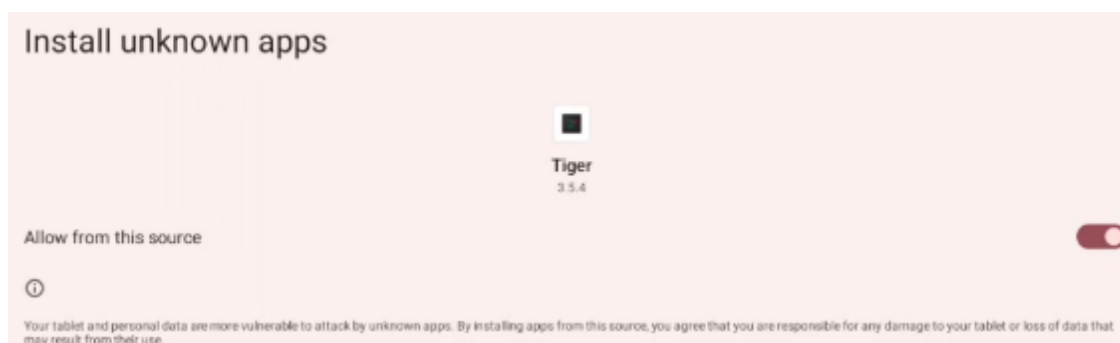 Install unknown apps
Tiger
3.5.4
Allow from this source
Your tablet and personal data are more vulnerable to attack by unknown apps. By installing apps from this source, you agree that you are responsible for any damage to your tablet or loss of data that
may result from their use.